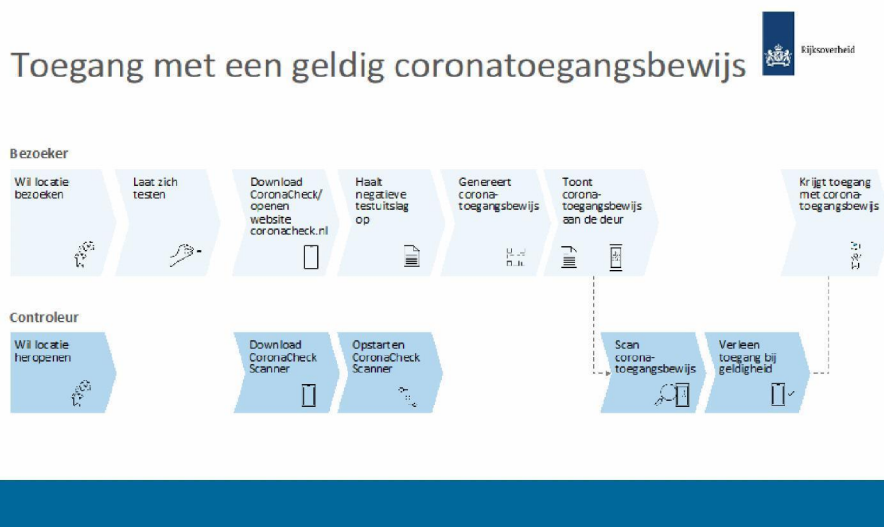 Toegang met een geldig coronatoegangsbewijs
Rijksoverheid
Bezoeker
Wil locatie
bezoeken
Laat zich
testen
Download
CoronaCheck/
openen
website
coronacheck.nl
Haalt
negatieve
testuitslag
op
Genereert
corona-
toegangsbewijs
Toont
corona-
toegangsbewijs
aan de deur
Krijgt toegang
met corona-
toegangsbewijs
Controleur
Wil locatie
heropenen
Download
CoronaCheck
Scanner
Opstarten
CoronaCheck
Scanner
Scan
corona-
toegangsbewijs
Verleen
toegang bij
geldigheid